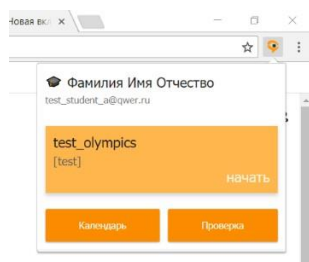 Новая вкл
Фамилия Имя Отчество
test_student_a@qwer.ru
test_olympics
[test]
начать
Календарь Проверка